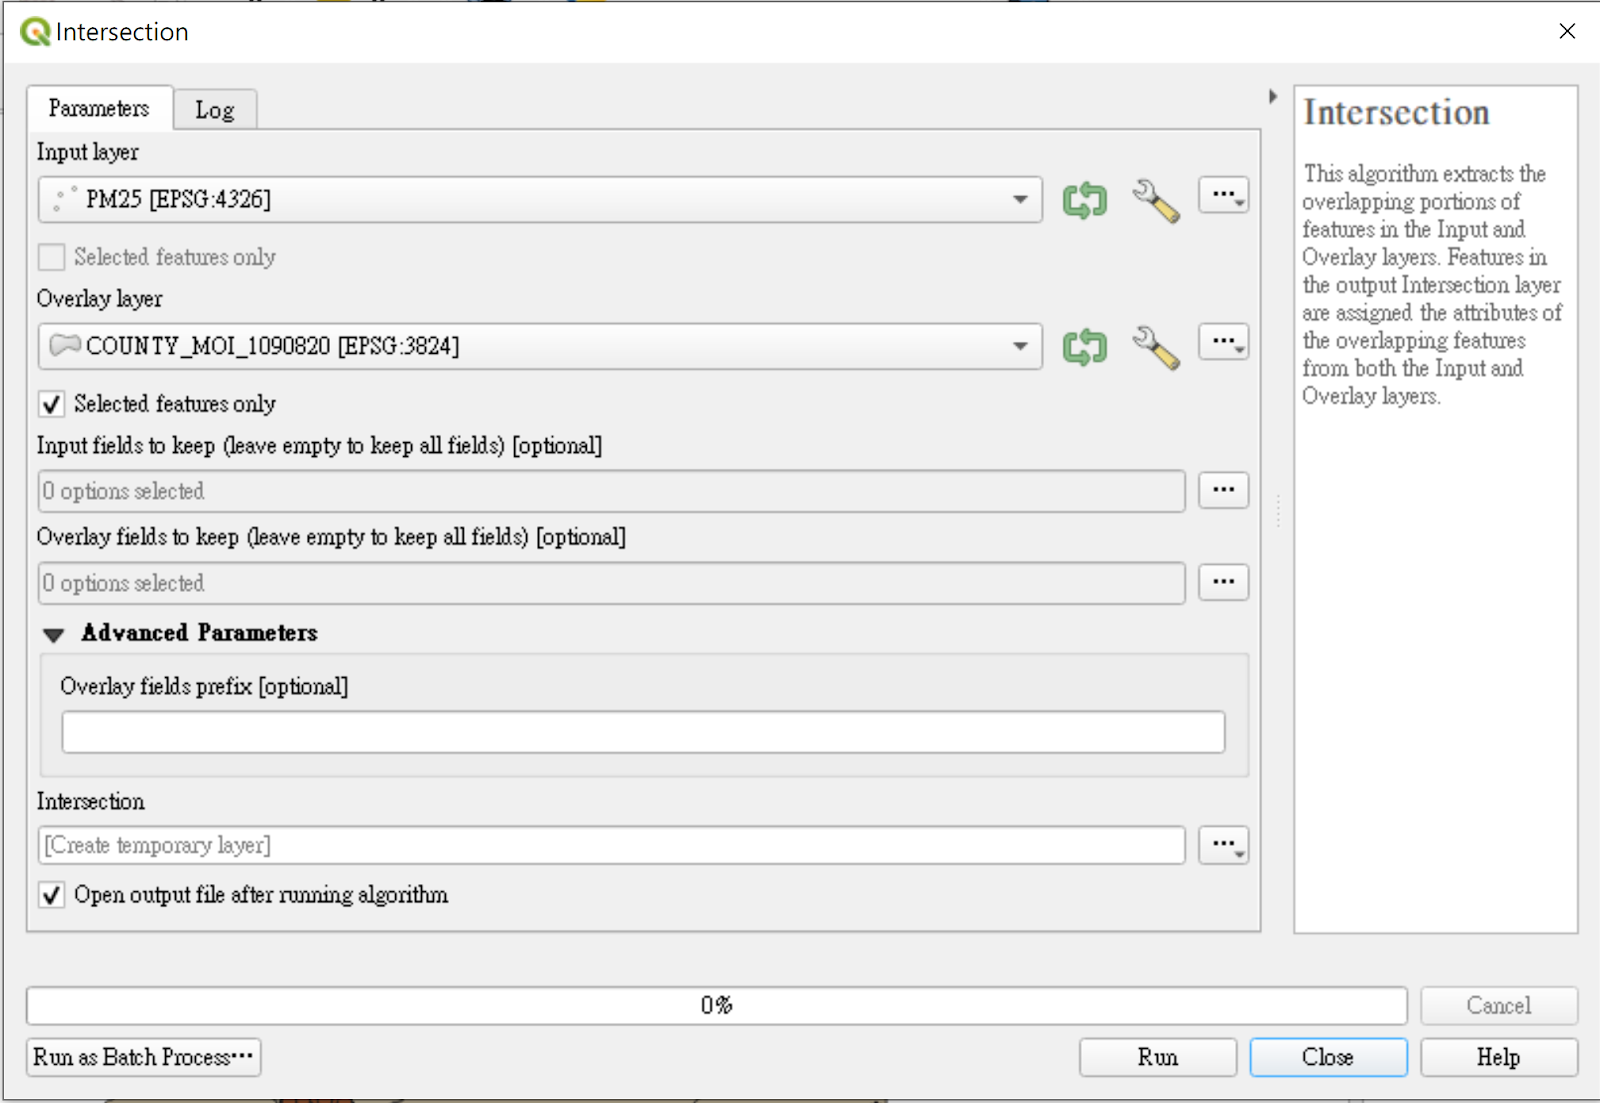 Intersection
Parameters
Log
Input layer
PM25 [EPSG:4326]
Selected features only
Overlay layer
COUNTY_MOI_1090820 [EPSG:3824]
Selected features only
Input fields to keep (leave empty to keep all fields) [optional]
0 options selected
Overlay fields to keep (leave empty to keep all fields) [optional]
0 options selected
Advanced Parameters
Overlay fields prefix [optional]
Intersection
[Create temporary layer]
Open output file after running algorithm
Intersection
This algorithm extracts the
overlapping portions of
features in the Input and
Overlay layers. Features in
the output Intersection layer
are assigned the attributes of
the overlapping features
from both the Input and
Overlay layers.
0%
Cancel
Run as Batch Process…
Run
Close
Help